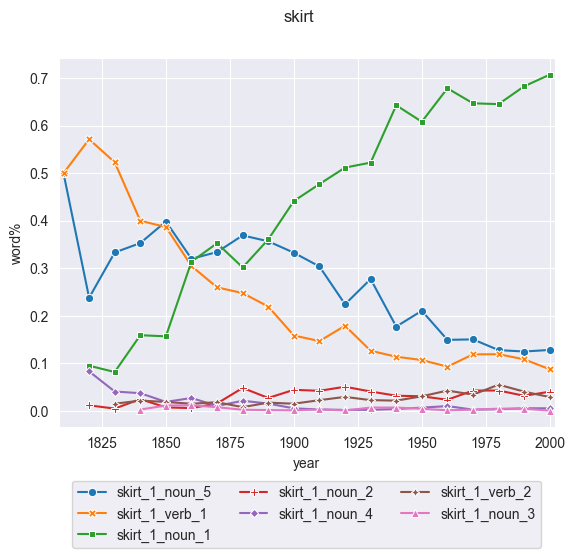 skirt
0.7
0.6
0.5
0.4
0.3
0.2
0.1
0.0
word%
1825 1850 1875 1900 1925 1950 1975 2000
year
skirt_1_noun_5 skirt_1_noun_2 skirt_1_verb_2
skirt_1_verb_1 skirt_1_noun_4 skirt_1_noun_3
skirt_1_noun_1